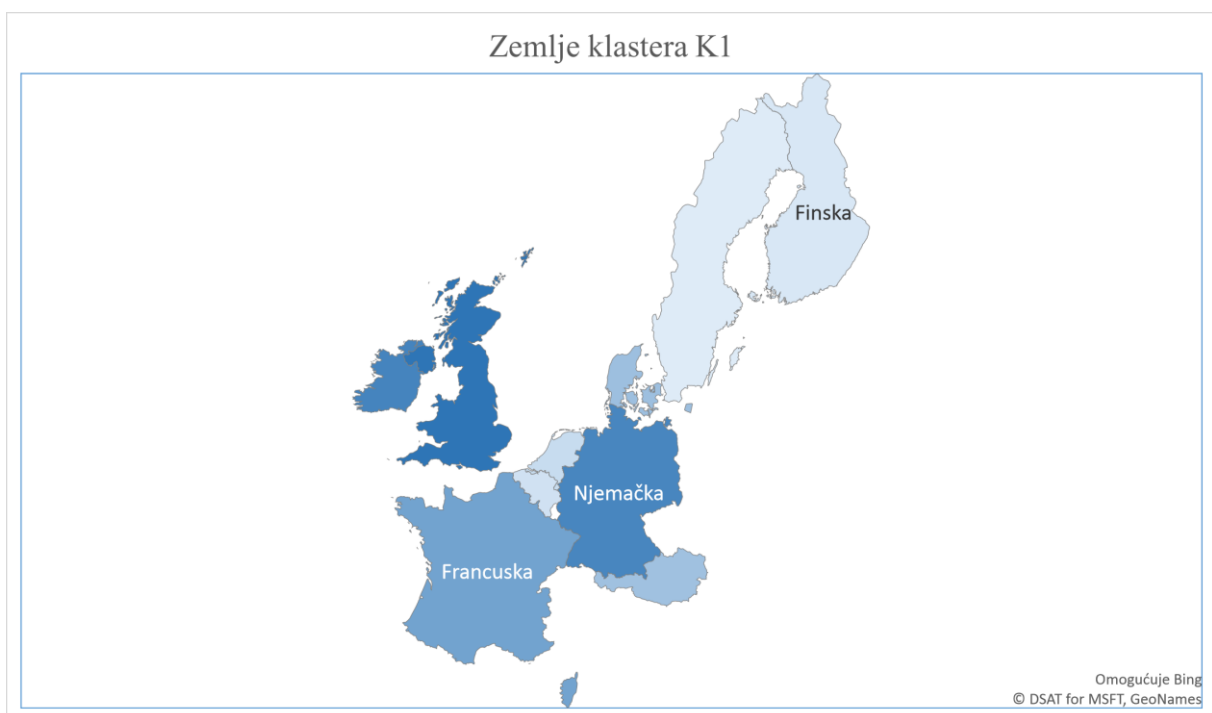 Zemlje klastera K1
Finska
Njemačka
Francuska
Omogućuje Bing
© DSAT for MSFT, GeoNames